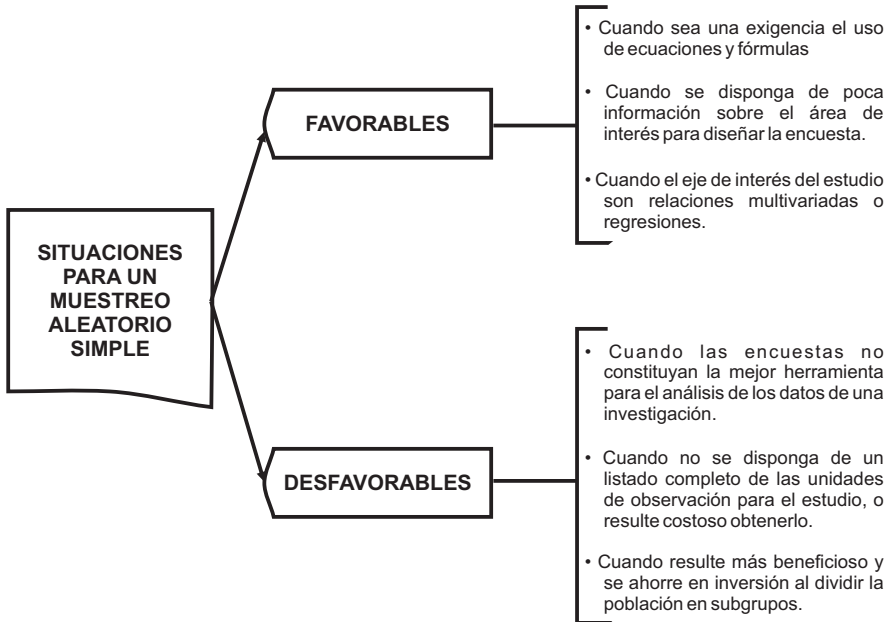 SITUACIONES
PARA UN
MUESTREO
ALEATORIO
SIMPLE
FAVORABLES
• Cuando sea una exigencia el uso
de ecuaciones y fórmulas
• Cuando se disponga de poca
información sobre el área de
interés para diseñar la encuesta.
• Cuando el eje de interés del estudio
son relaciones multivariadas o
regresiones.
DESFAVORABLES
• Cuando las encuestas no
constituyan la mejor herramienta
para el análisis de los datos de una
investigación.
• Cuando no se disponga de un
listado completo de las unidades
de observación para el estudio, o
resulte costoso obtenerlo.
• Cuando resulte más beneficioso y
se ahorre en inversión al dividir la
población en subgrupos.